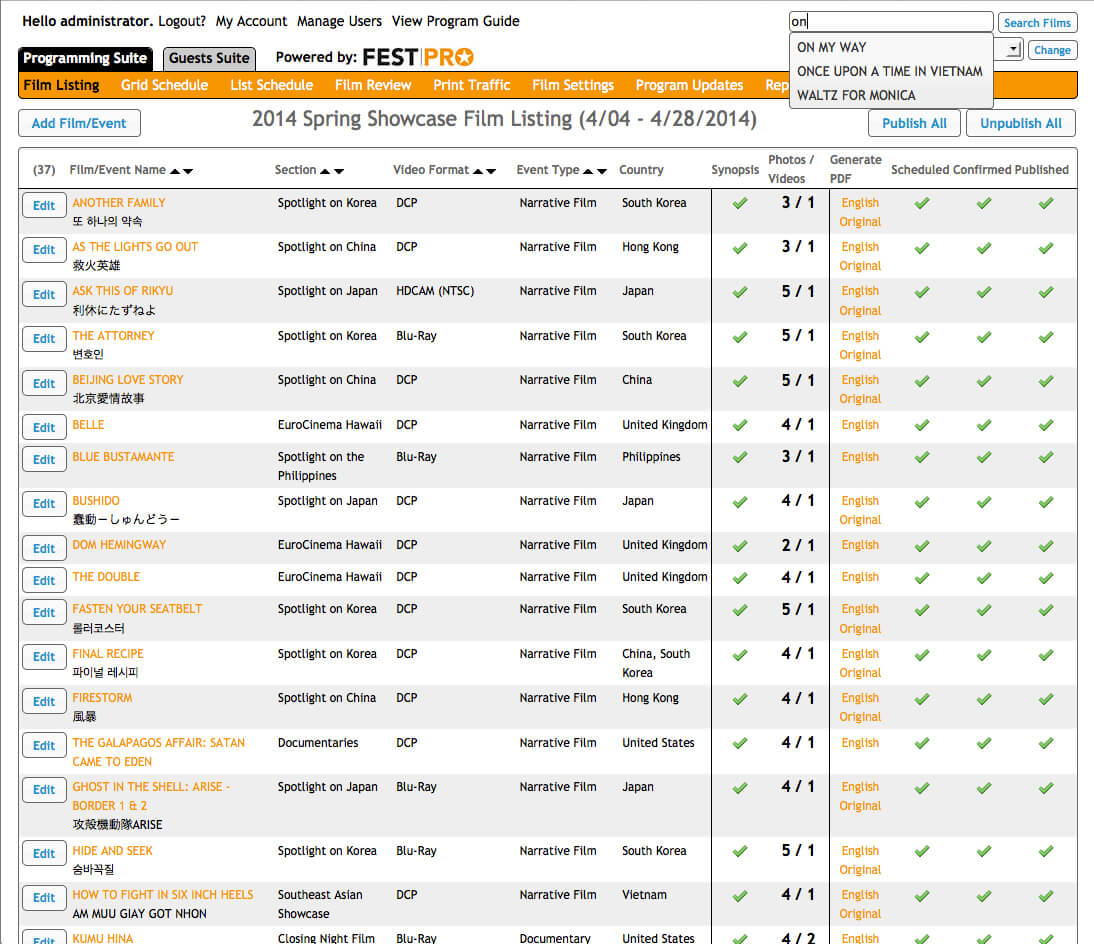 Hello administrator. Logout? My Account Manage Users View Program Guide
on
Search Films
ON MY WAY
ONCE UPON A TIME IN VIETNAM
WALTZ FOR MONICA
Change
Programming Suite Guests Suite Powered by: FEST|PRO
Film Listing Grid Schedule List Schedule Film Review Print Traffic Film Settings Program Updates Rep
Add Film/Event 2014 Spring Showcase Film Listing (4/04 - 4/28/2014) Publish All Unpublish All
(37) Film/Event Name Section Video Format Event Type Country Synopsis Photos / Videos Generate PDF Scheduled Confirmed Published
Edit ANOTHER FAMILY Spotlight on Korea DCP Narrative Film South Korea 3 / 1 English
또 하나의 약속 Original
Edit AS THE LIGHTS GO OUT Spotlight on China DCP Narrative Film Hong Kong 3 / 1 English
救火英雄 Original
Edit ASK THIS OF RIKYU Spotlight on Japan HDCAM (NTSC) Narrative Film Japan 5 / 1 English
利休にたずねよ Original
Edit THE ATTORNEY Spotlight on Korea Blu-Ray Narrative Film South Korea 5 / 1 English
변호인 Original
Edit BEIJING LOVE STORY Spotlight on China DCP Narrative Film China 5 / 1 English
北京愛情故事 Original
Edit BELLE EuroCinema Hawaii DCP Narrative Film United Kingdom 4 / 1 English
Edit BLUE BUSTAMANTE Spotlight on the Blu-Ray Narrative Film Philippines 3 / 1 English
Philippines
Edit BUSHIDO Spotlight on Japan DCP Narrative Film Japan 4 / 1 English
蠢動ーしゅんどうー Original
Edit DOM HEMINGWAY EuroCinema Hawaii DCP Narrative Film United Kingdom 2 / 1 English
Edit THE DOUBLE EuroCinema Hawaii DCP Narrative Film United Kingdom 4 / 1 English
Edit FASTEN YOUR SEATBELT Spotlight on Korea DCP Narrative Film South Korea 5 / 1 English
롤러코스터 Original
Edit FINAL RECIPE Spotlight on Korea DCP Narrative Film China, South 4 / 1 English
파이널 레시피 Korea Original
Edit FIRESTORM Spotlight on China DCP Narrative Film Hong Kong 4 / 1 English
風暴 Original
Edit THE GALAPAGOS AFFAIR: SATAN Documentaries DCP Narrative Film United States 4 / 1 English
CAME TO EDEN
Edit GHOST IN THE SHELL: ARISE - Spotlight on Japan Blu-Ray Narrative Film Japan 4 / 1 English
BORDER 1 & 2 Original
攻殻機動隊ARISE
Edit HIDE AND SEEK Spotlight on Korea Blu-Ray Narrative Film South Korea 5 / 1 English
숨바꼭질 Original
Edit HOW TO FIGHT IN SIX INCH HEELS Southeast Asian DCP Narrative Film Vietnam 4 / 1 English
AM MUU GIAY GOT NHON Showcase Original
Edit KUMU HINA Closing Night Film Blu-Ray Documentary United States 4 / 2 English